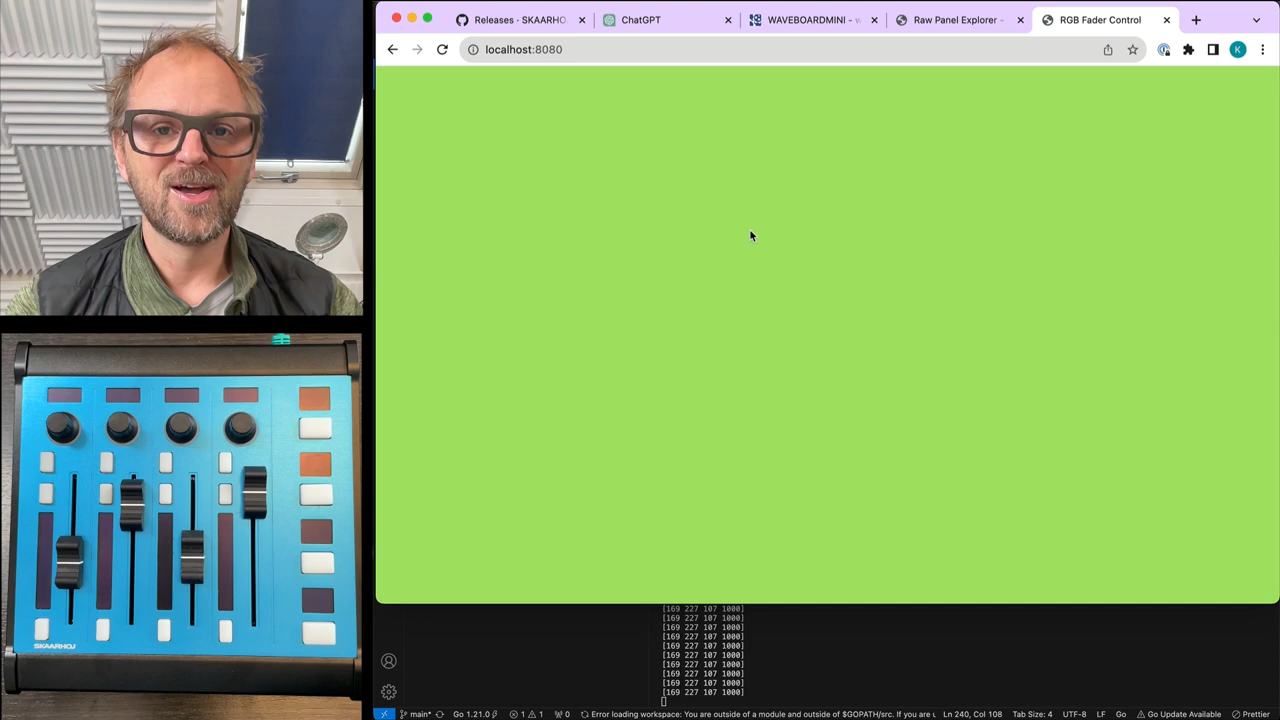 Releases · SKAARHO
ChatGPT
WAVEBOARDMINI - w
Raw Panel Explorer -
RGB Fader Control
localhost:8080
K
SKAARHOJ
[169 227 107 1000]
[169 227 107 1000]
[169 227 107 1000]
[169 227 107 1000]
[169 227 107 1000]
[169 227 107 1000]
[169 227 107 1000]
[169 227 107 1000]
[169 227 107 1000]
[169 227 107 1000]
main* Go 1.21.0 1 1 0 Error loading workspace: You are outside of a module and outside of $GOPATH/src. If you are u Ln 240, Col 108 Tab Size: 4 UTF-8 LF Go Go Update Available Prettier